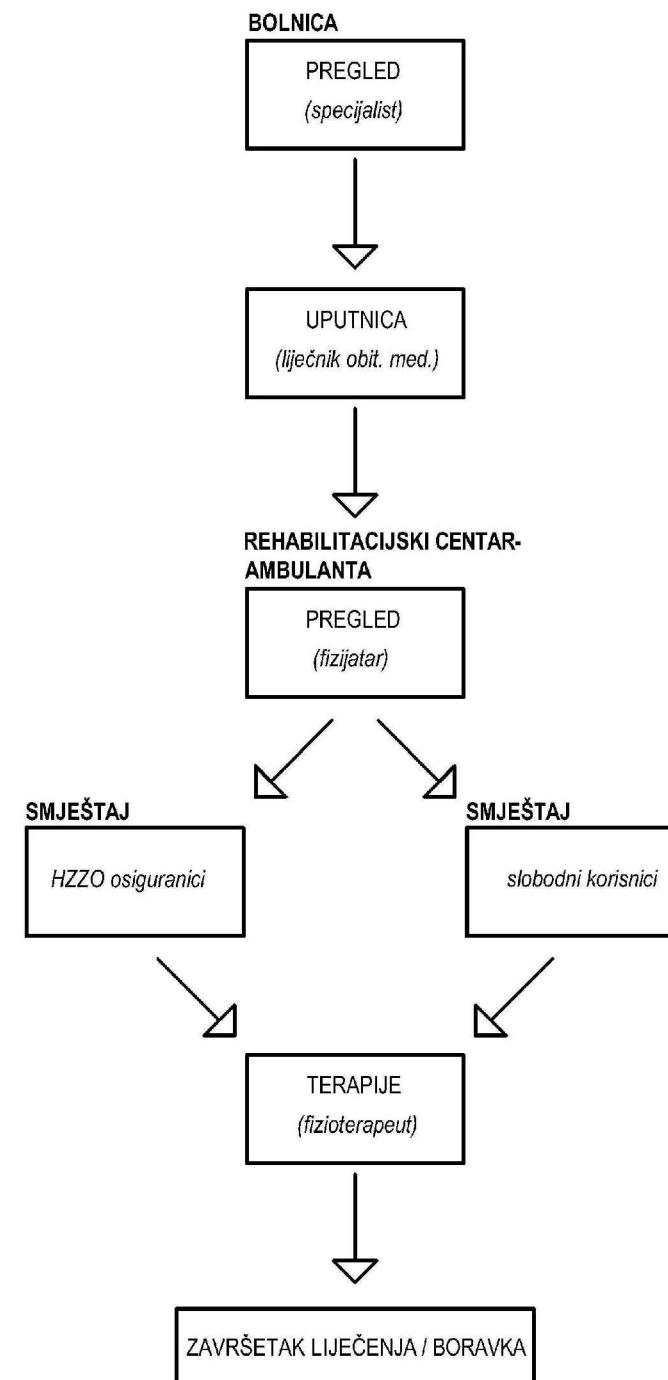 BOLNICA
PREGLED
(specijalist)
UPUTNICA
(liječnik obit. med.)
REHABILITACIJSKI CENTAR-
AMBULANTA
PREGLED
(fizijatar)
SMJEŠTAJ
HZZO osiguranici
SMJEŠTAJ
slobodni korisnici
TERAPIJE
(fizioterapeut)
ZAVRŠETAK LIJEČENJA / BORAVKA